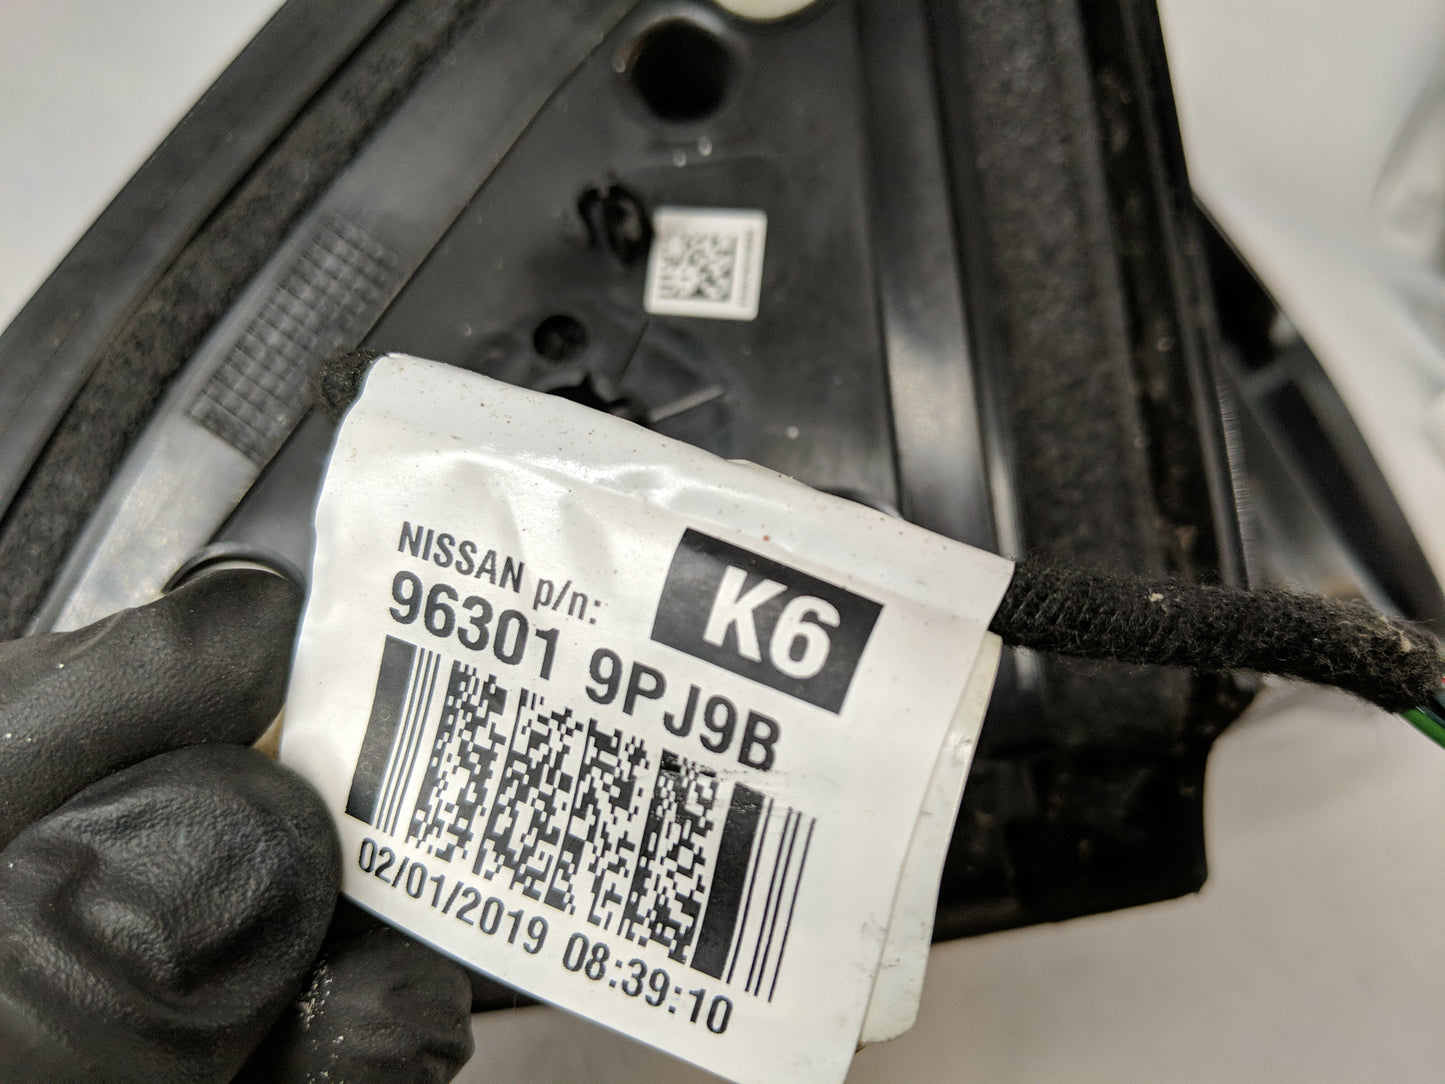 NISSAN p/n:
K6
96301 9PJ9B
02/01/2019 08:39:10